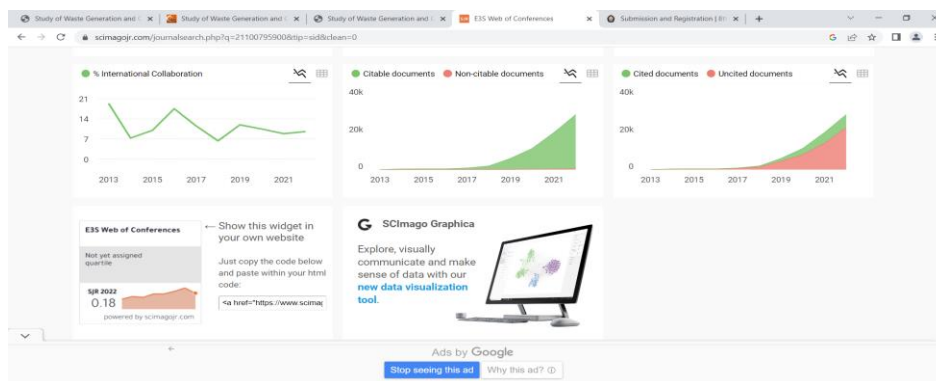 Study of Waste Generation and
Study of Waste Generation and
Study of Waste Generation and
E3S Web of Conferences
Submission and Registration | 8t
scimagojr.com/journalsearch.php?q=21100795900&tip=sid&clean=0
% International Collaboration
21
14
7
0
2013 2015 2017 2019 2021
Citable documents Non-citable documents
40k
20k
0
2013 2015 2017 2019 2021
Cited documents Uncited documents
40k
20k
0
2013 2015 2017 2019 2021
E3S Web of Conferences
Not yet assigned
quartile
SJR 2022
0.18
powered by scimagojr.com
← Show this widget in
your own website
Just copy the code below
and paste within your html
code:
<a href="https://www.scimag
G SCImago Graphica
Explore, visually
communicate and make
sense of data with our
new data visualization
tool.
Ads by Google
Stop seeing this ad
Why this ad?